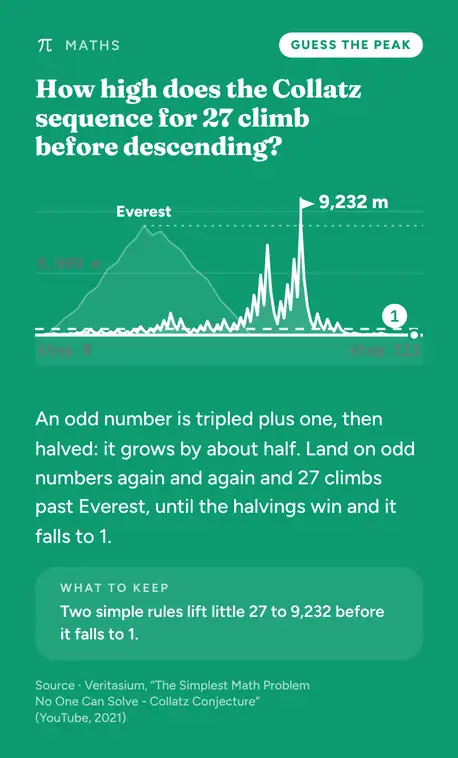 π MATHS
GUESS THE PEAK
How high does the Collatz
sequence for 27 climb
before descending?
9,232 m
Everest
1
step 0
step 111
An odd number is tripled plus one, then
halved: it grows by about half. Land on odd
numbers again and again and 27 climbs
past Everest, until the halvings win and it
falls to 1.
WHAT TO KEEP
Two simple rules lift little 27 to 9,232 before
it falls to 1.
Source · Veritasium, “The Simplest Math Problem
No One Can Solve - Collatz Conjecture”
(YouTube, 2021)